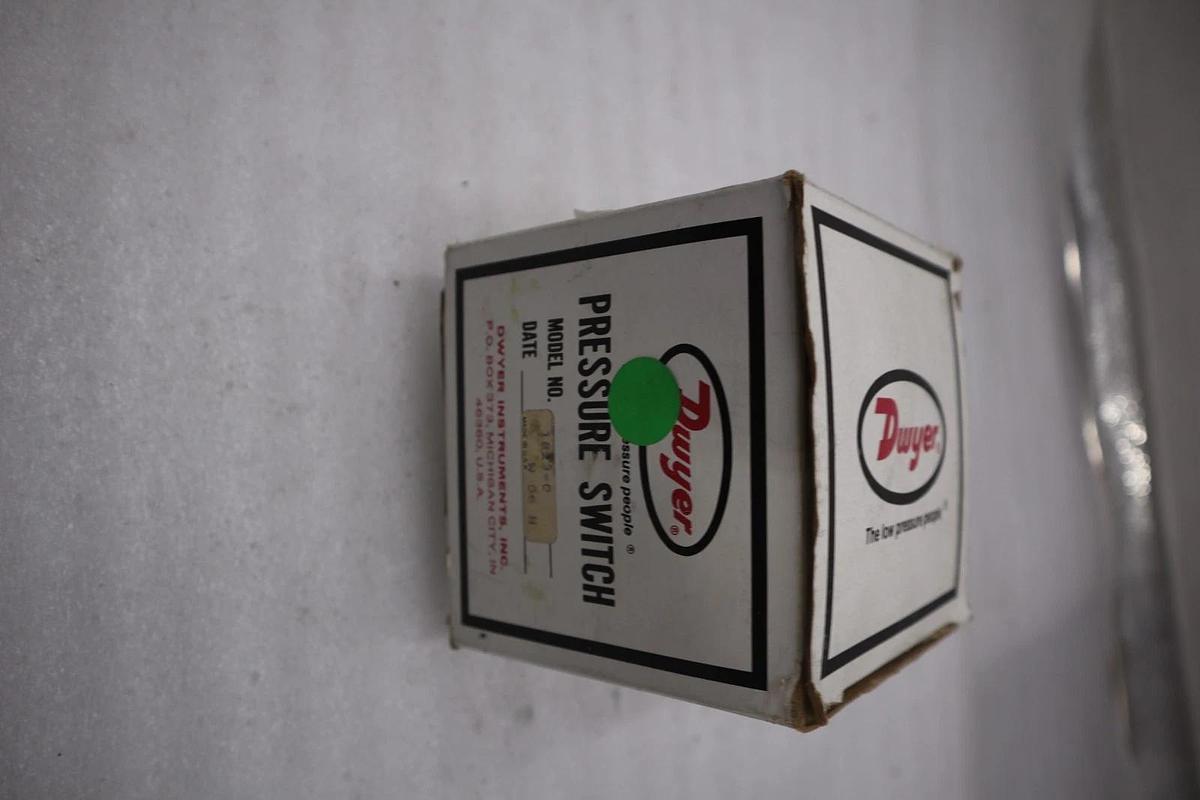 Dwyer®
ssure people ®
PRESSURE SWITCH
MODEL NO.
DATE
DWYER INSTRUMENTS, INC.
P.O. BOX 373, MICHIGAN CITY, IN
46360, U.S.A.
Dwyer®
The low pressure people